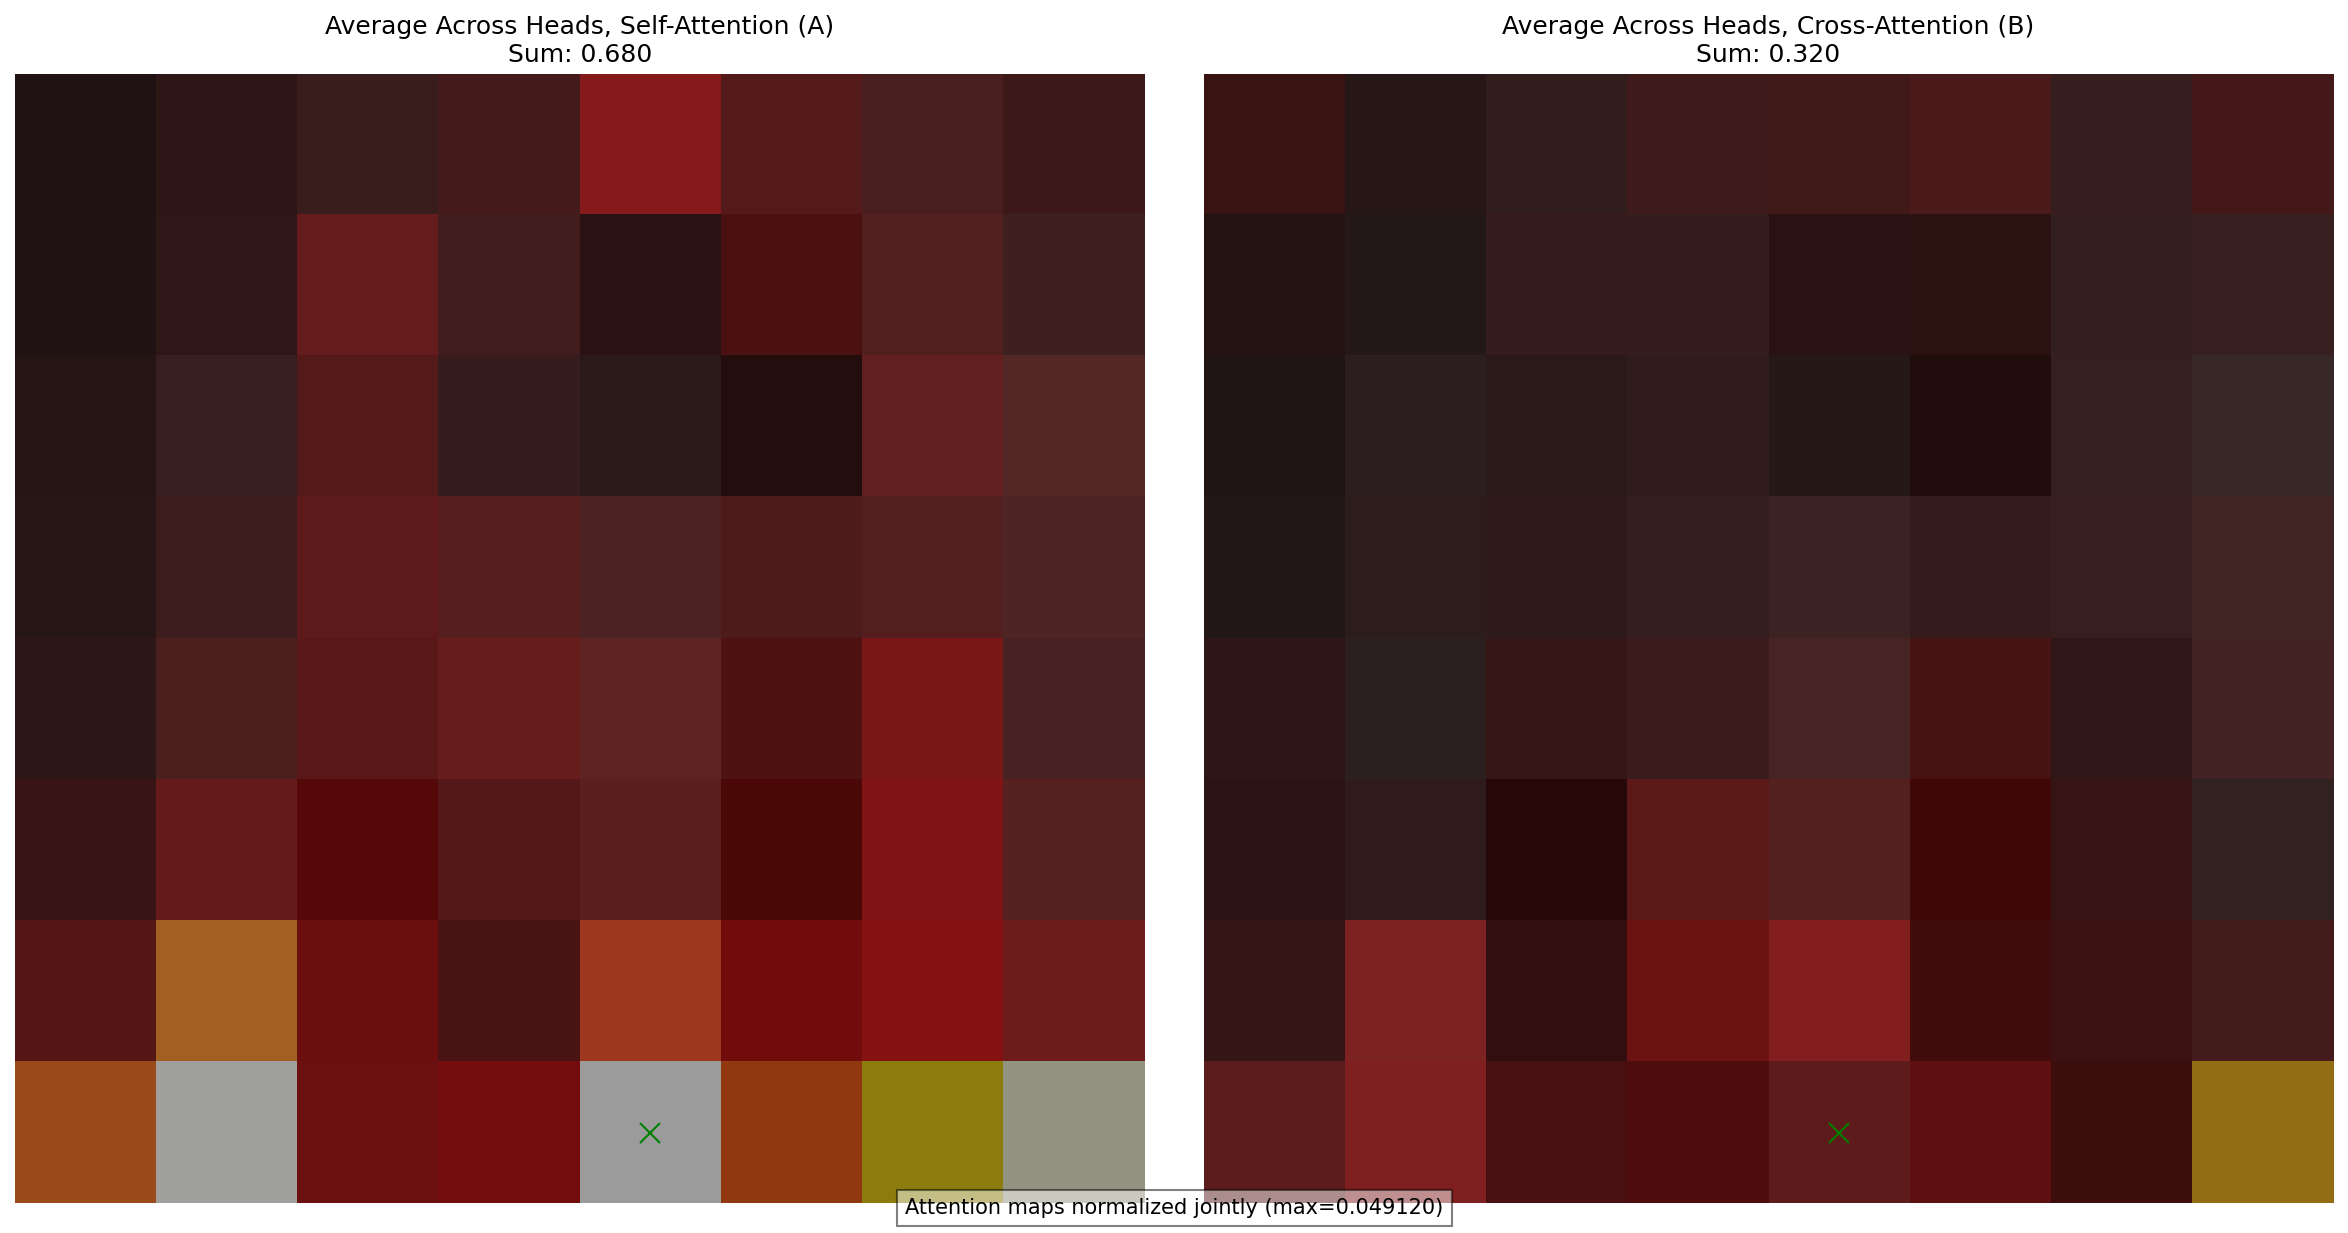 Average Across Heads, Self-Attention (A)
Sum: 0.680
Average Across Heads, Cross-Attention (B)
Sum: 0.320
Attention maps normalized jointly (max=0.049120)